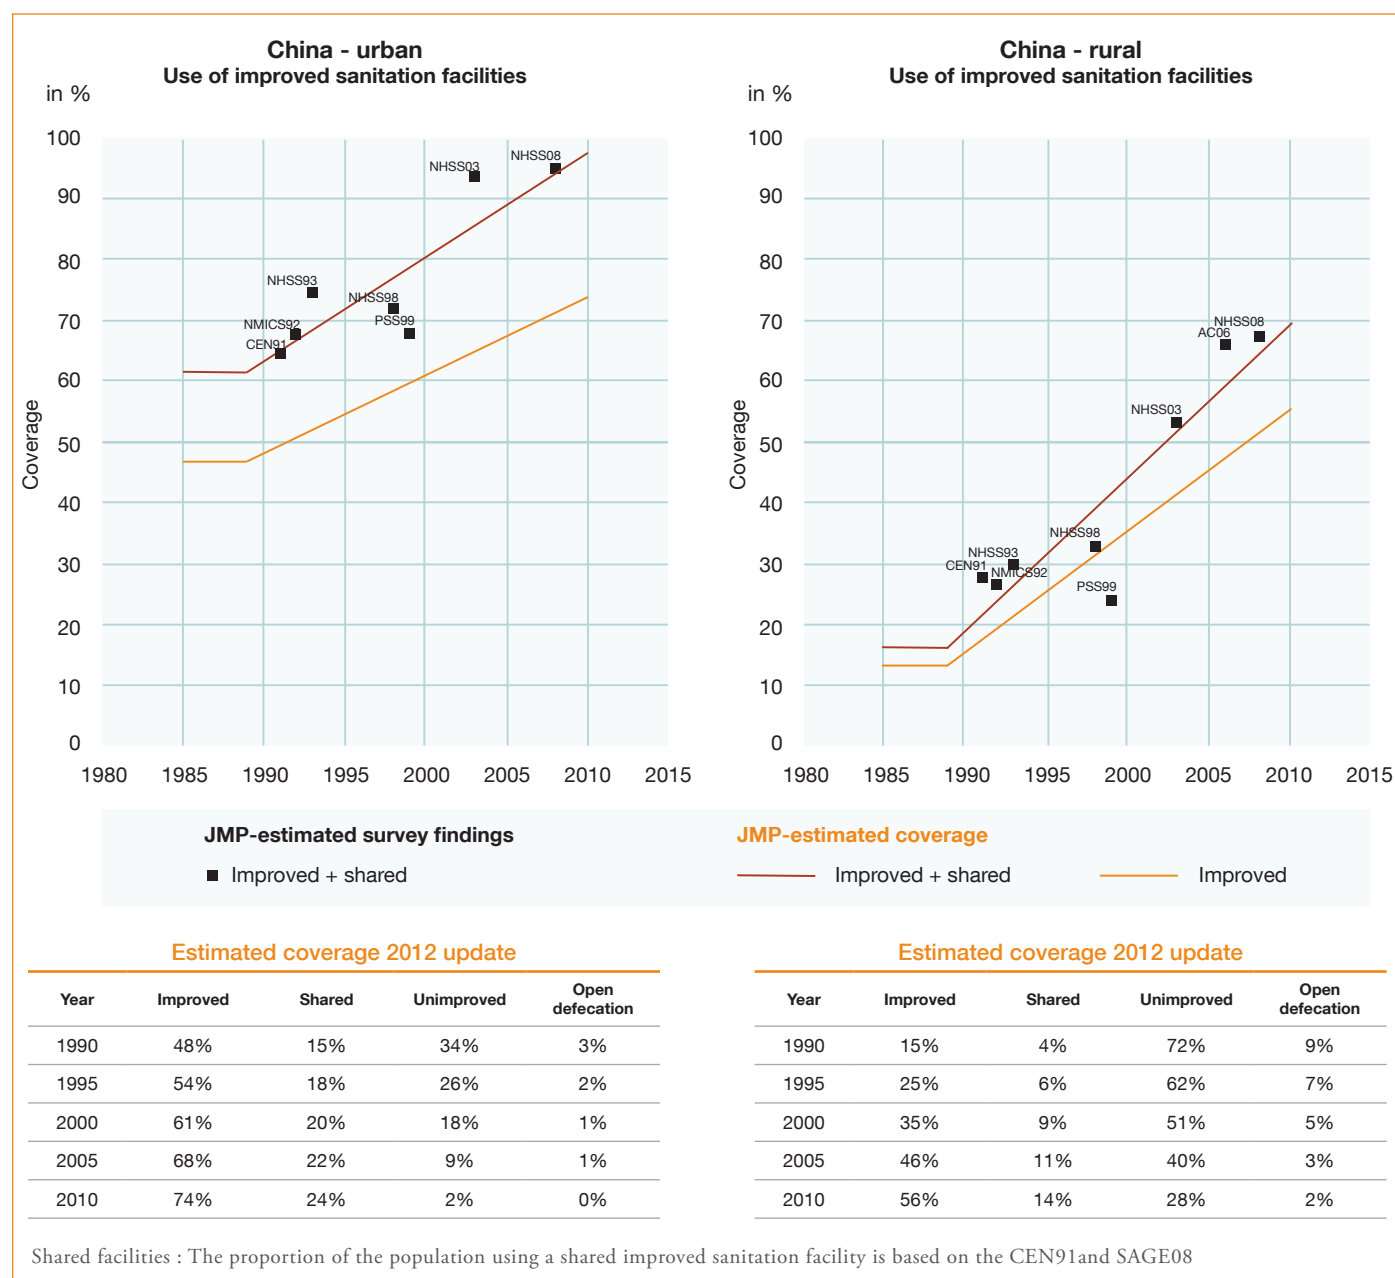 China - urban
Use of improved sanitation facilities
in %
100
90
80
70
60
50
40
30
20
10
0
Coverage
NHSS03
NHSS08
NHSS93
NHSS98
NMICS92
PSS99
CEN91
1980 1985 1990 1995 2000 2005 2010 2015
China - rural
Use of improved sanitation facilities
in %
100
90
80
70
60
50
40
30
20
10
0
Coverage
NHSS08
AC06
NHSS03
NHSS98
NHSS93
CEN91
NMICS92
PSS99
1980 1985 1990 1995 2000 2005 2010 2015
JMP-estimated survey findings
Improved + shared
JMP-estimated coverage
Improved + shared
Improved
Estimated coverage 2012 update
Year Improved Shared Unimproved Open defecation
1990 48% 15% 34% 3%
1995 54% 18% 26% 2%
2000 61% 20% 18% 1%
2005 68% 22% 9% 1%
2010 74% 24% 2% 0%
Estimated coverage 2012 update
Year Improved Shared Unimproved Open defecation
1990 15% 4% 72% 9%
1995 25% 6% 62% 7%
2000 35% 9% 51% 5%
2005 46% 11% 40% 3%
2010 56% 14% 28% 2%
Shared facilities : The proportion of the population using a shared improved sanitation facility is based on the CEN91and SAGE08